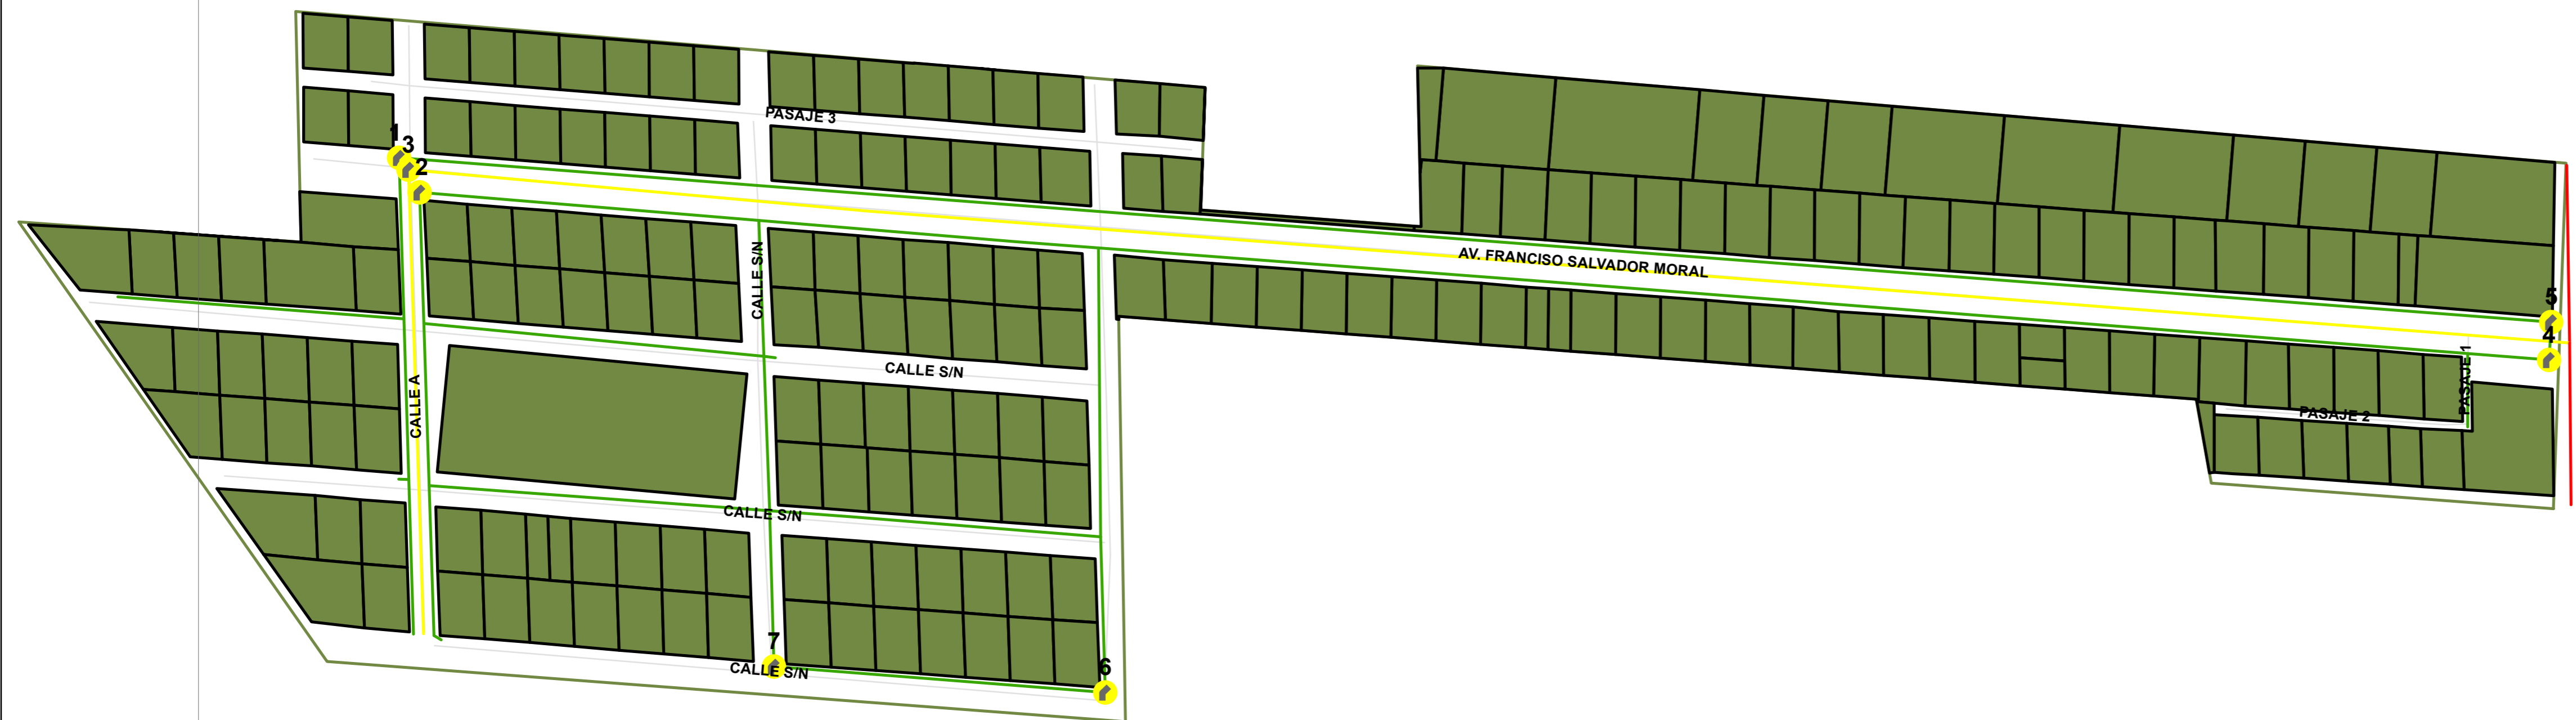 PASAJE 3
1
3
2
CALLE S/N
AV. FRANCISO SALVADOR MORAL
5
4
PASAJE 1
CALLE S/N
CALLE A
PASAJE 2
CALLE S/N
7
CALLE S/N
6